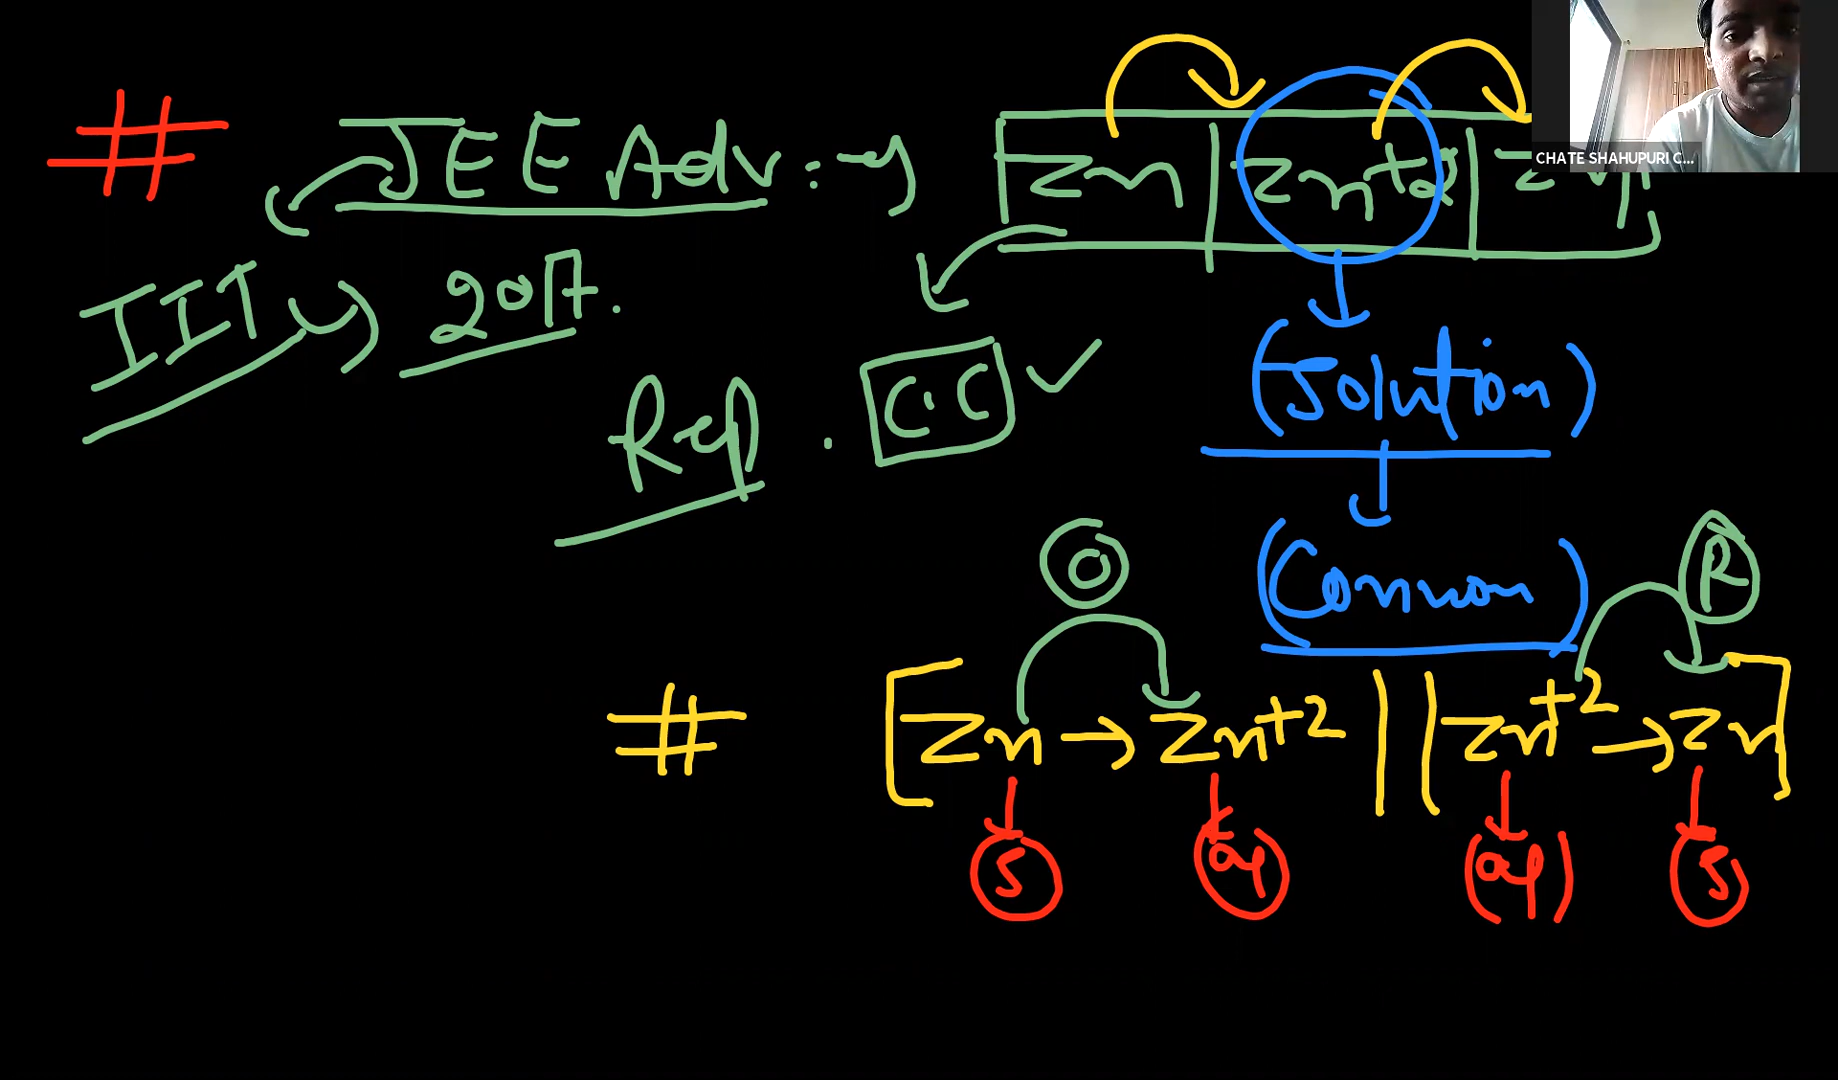 # JEE Adv :→ [Zn | Zn+2 | Zn]
CHATE SHAHUPURI C...
IIT → 2017.
Rep. C.C ✓
(Solution)
(Common)
O R
# [Zn → Zn+2 || Zn+2 → Zn]
S aq (aq) S